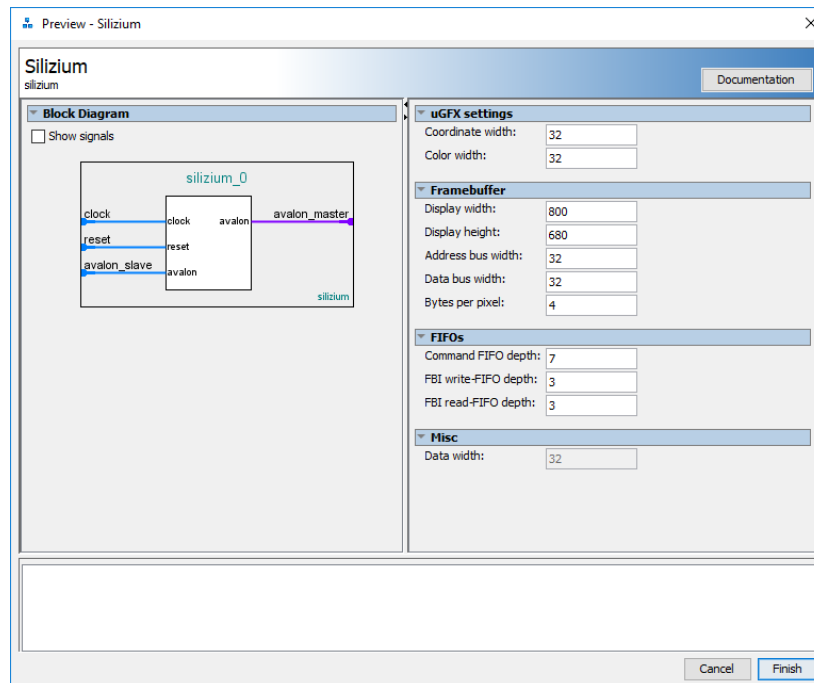 Preview - Silizium
Silizium
silizium
Documentation
Block Diagram
Show signals
silizium_0
clock
clock
avalon
avalon_master
reset
reset
avalon_slave
avalon
silizium
uGFX settings
Coordinate width: 32
Color width: 32
Framebuffer
Display width: 800
Display height: 680
Address bus width: 32
Data bus width: 32
Bytes per pixel: 4
FIFOs
Command FIFO depth: 7
FBI write-FIFO depth: 3
FBI read-FIFO depth: 3
Misc
Data width: 32
Cancel
Finish